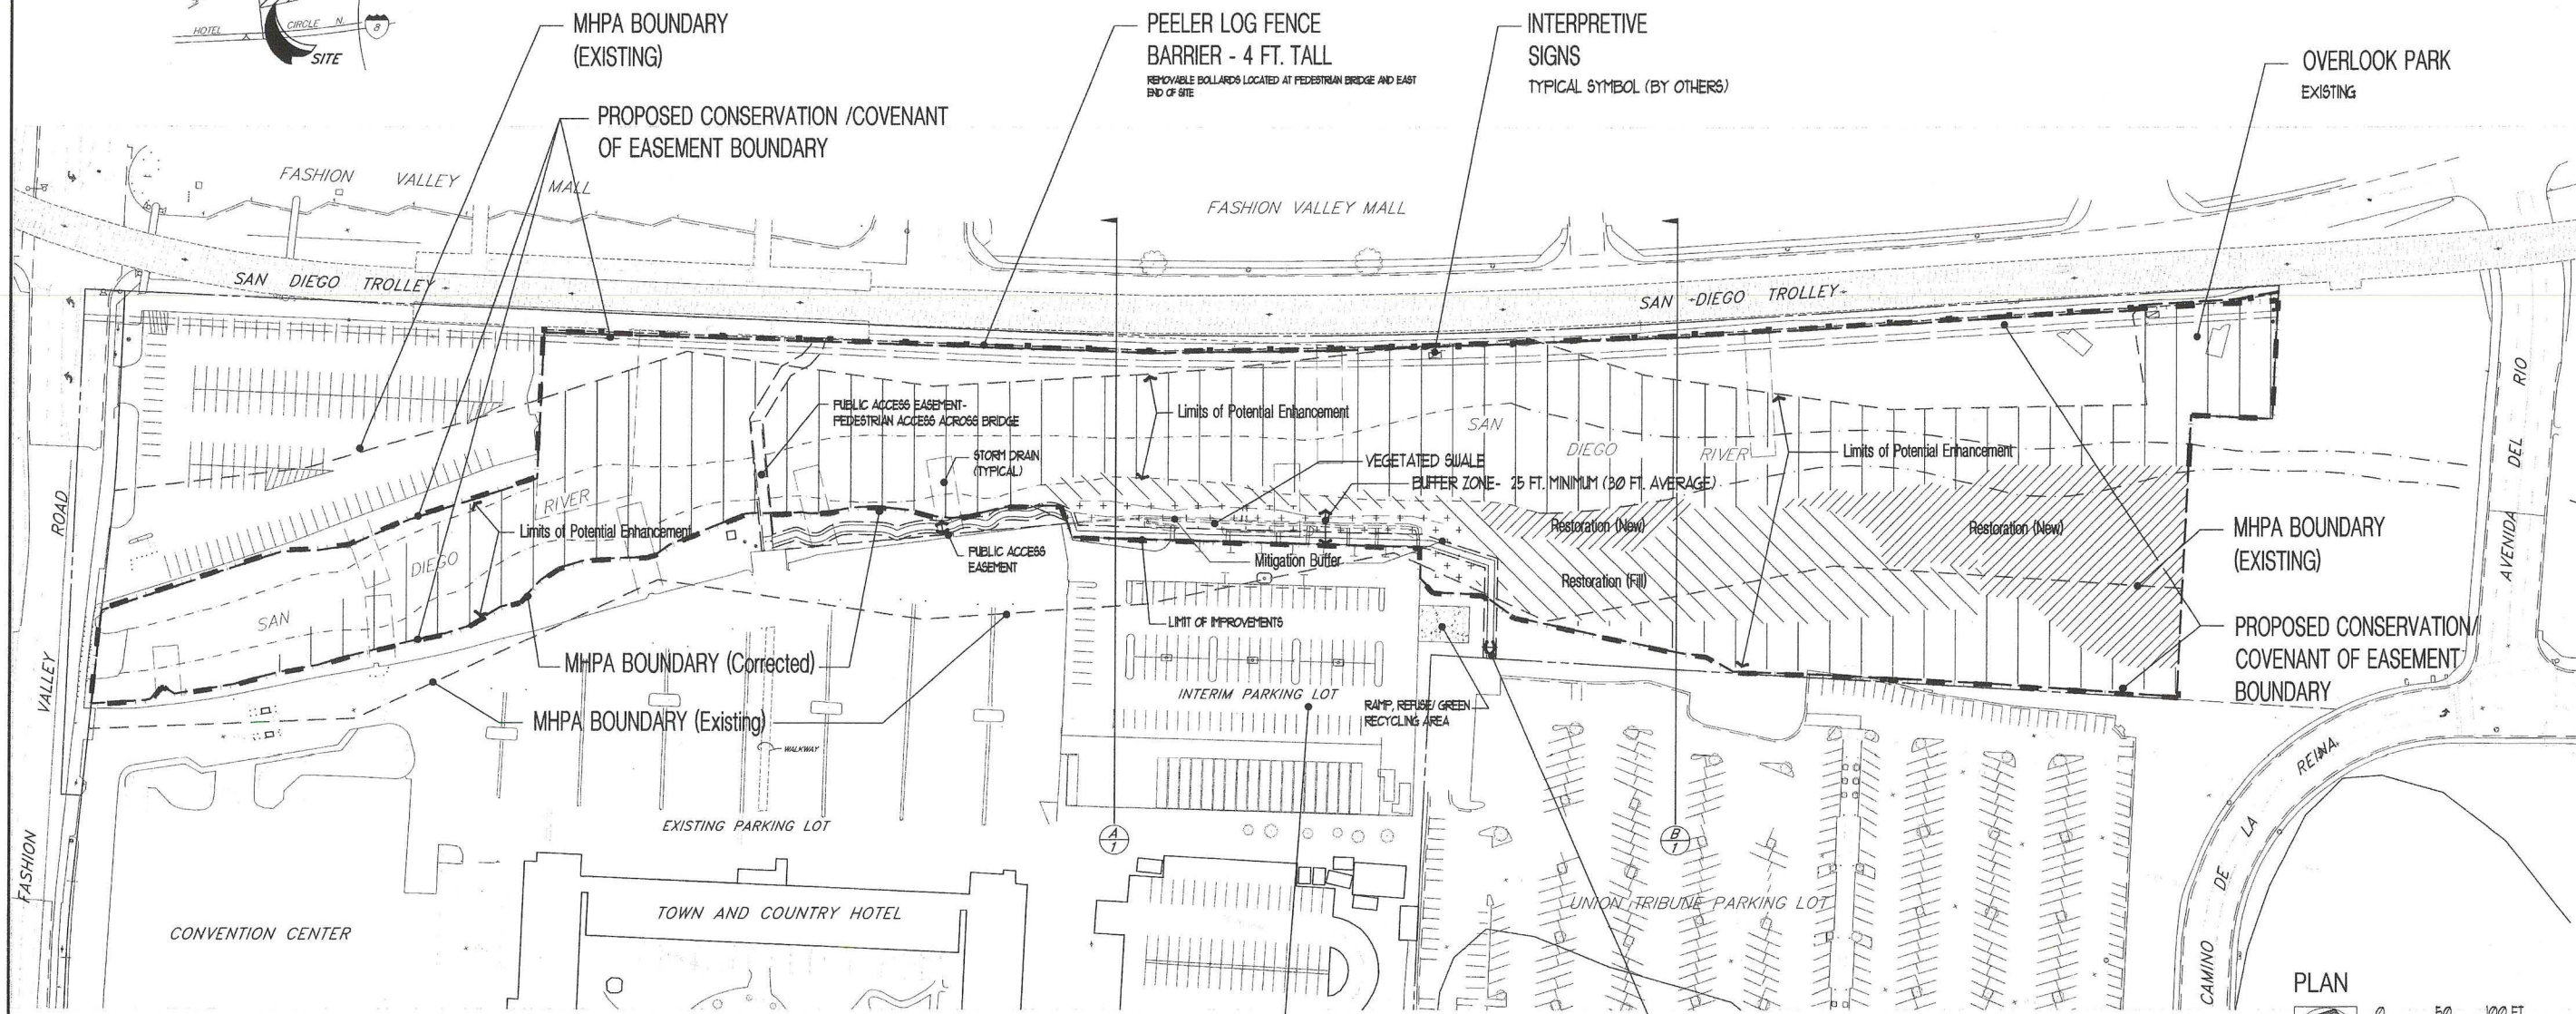 HOTEL
CIRCLE N.
8
SITE
MHPA BOUNDARY
(EXISTING)
PROPOSED CONSERVATION /COVENANT
OF EASEMENT BOUNDARY
PEELER LOG FENCE
BARRIER - 4 FT. TALL
REMOVABLE BOLLARDS LOCATED AT PEDESTRIAN BRIDGE AND EAST
END OF SITE
INTERPRETIVE
SIGNS
TYPICAL SYMBOL (BY OTHERS)
OVERLOOK PARK
EXISTING
FASHION VALLEY MALL
FASHION VALLEY MALL
SAN DIEGO TROLLEY
SAN DIEGO TROLLEY
PUBLIC ACCESS EASEMENT-
PEDESTRIAN ACCESS ACROSS BRIDGE
STORM DRAIN
(TYPICAL)
Limits of Potential Enhancement
SAN DIEGO RIVER
VEGETATED SWALE
BUFFER ZONE- 25 FT. MINIMUM (30 FT. AVERAGE)
Limits of Potential Enhancement
Restoration (New)
Restoration (New)
Restoration (Fill)
SAN DIEGO RIVER
Limits of Potential Enhancement
PUBLIC ACCESS
EASEMENT
Mitigation Buffer
LIMIT OF IMPROVEMENTS
MHPA BOUNDARY
(EXISTING)
PROPOSED CONSERVATION/
COVENANT OF EASEMENT
BOUNDARY
MHPA BOUNDARY (Corrected)
MHPA BOUNDARY (Existing)
WALKWAY
INTERIM PARKING LOT
RAMP, REFUSE/ GREEN
RECYCLING AREA
EXISTING PARKING LOT
A
1
B
1
TOWN AND COUNTRY HOTEL
CONVENTION CENTER
UNION TRIBUNE PARKING LOT
FASHION VALLEY ROAD
AVENIDA DEL RIO
CAMINO DE LA REINA
PLAN
0 50 100 FT